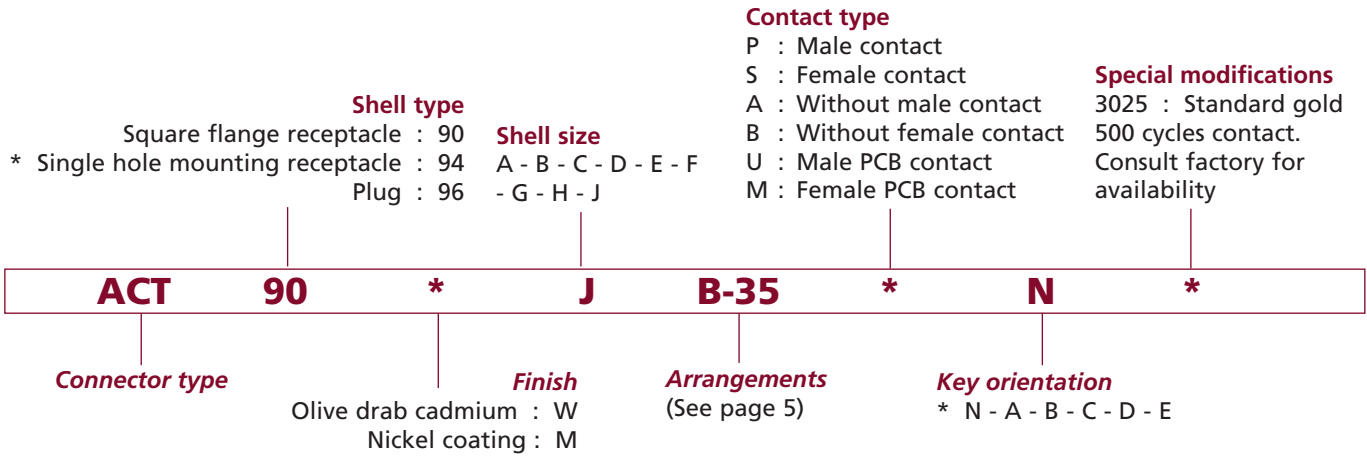 Contact type
P : Male contact
S : Female contact
A : Without male contact
B : Without female contact
U : Male PCB contact
M : Female PCB contact
Special modifications
3025 : Standard gold
500 cycles contact.
Consult factory for
availability
Shell type
Square flange receptacle : 90
* Single hole mounting receptacle : 94
Plug : 96
Shell size
A - B - C - D - E - F
- G - H - J
ACT 90 * J B-35 * N *
Connector type
Finish
Olive drab cadmium : W
Nickel coating : M
Arrangements
(See page 5)
Key orientation
* N - A - B - C - D - E